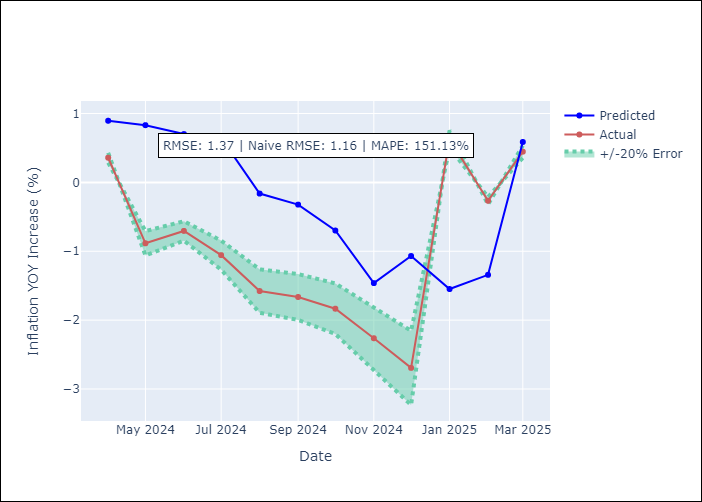 Predicted
Actual
+/-20% Error
RMSE: 1.37 | Naive RMSE: 1.16 | MAPE: 151.13%
1
0
−1
−2
−3
Inflation YOY Increase (%)
May 2024 Jul 2024 Sep 2024 Nov 2024 Jan 2025 Mar 2025
Date